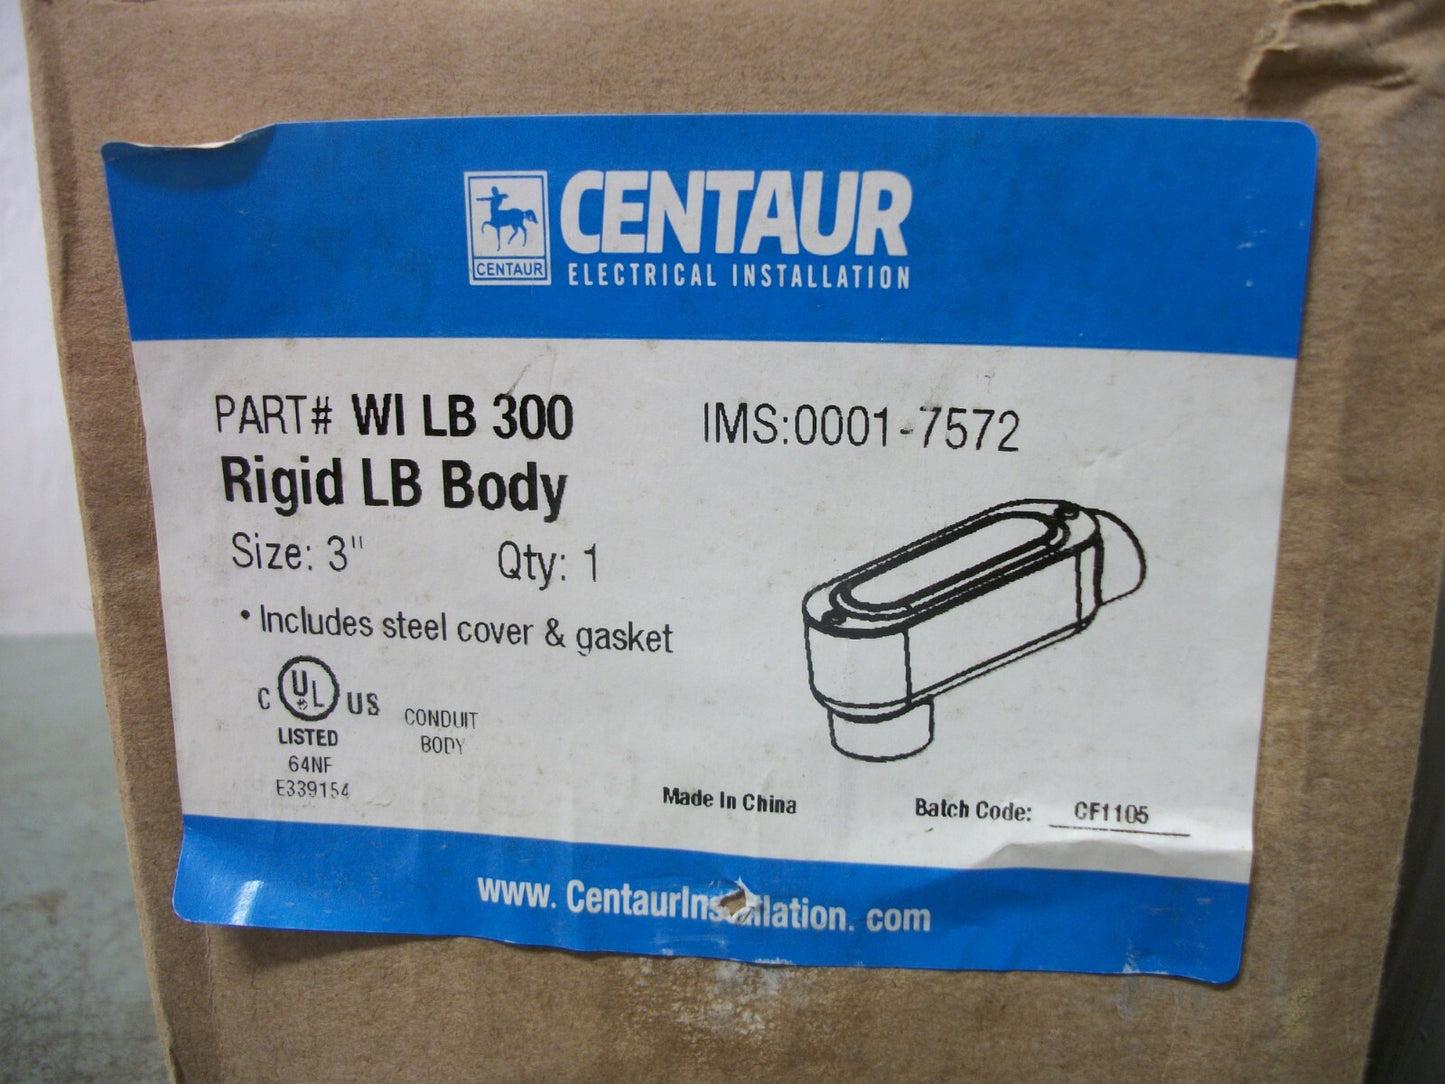 CENTAUR
CENTAUR
ELECTRICAL INSTALLATION
PART# WI LB 300
IMS:0001-7572
Rigid LB Body
Size: 3" Qty: 1
• Includes steel cover & gasket
C UL US
LISTED
64NF
E339154
CONDUIT
BODY
Made In China
Batch Code: CF1105
www. CentaurInstallation. com